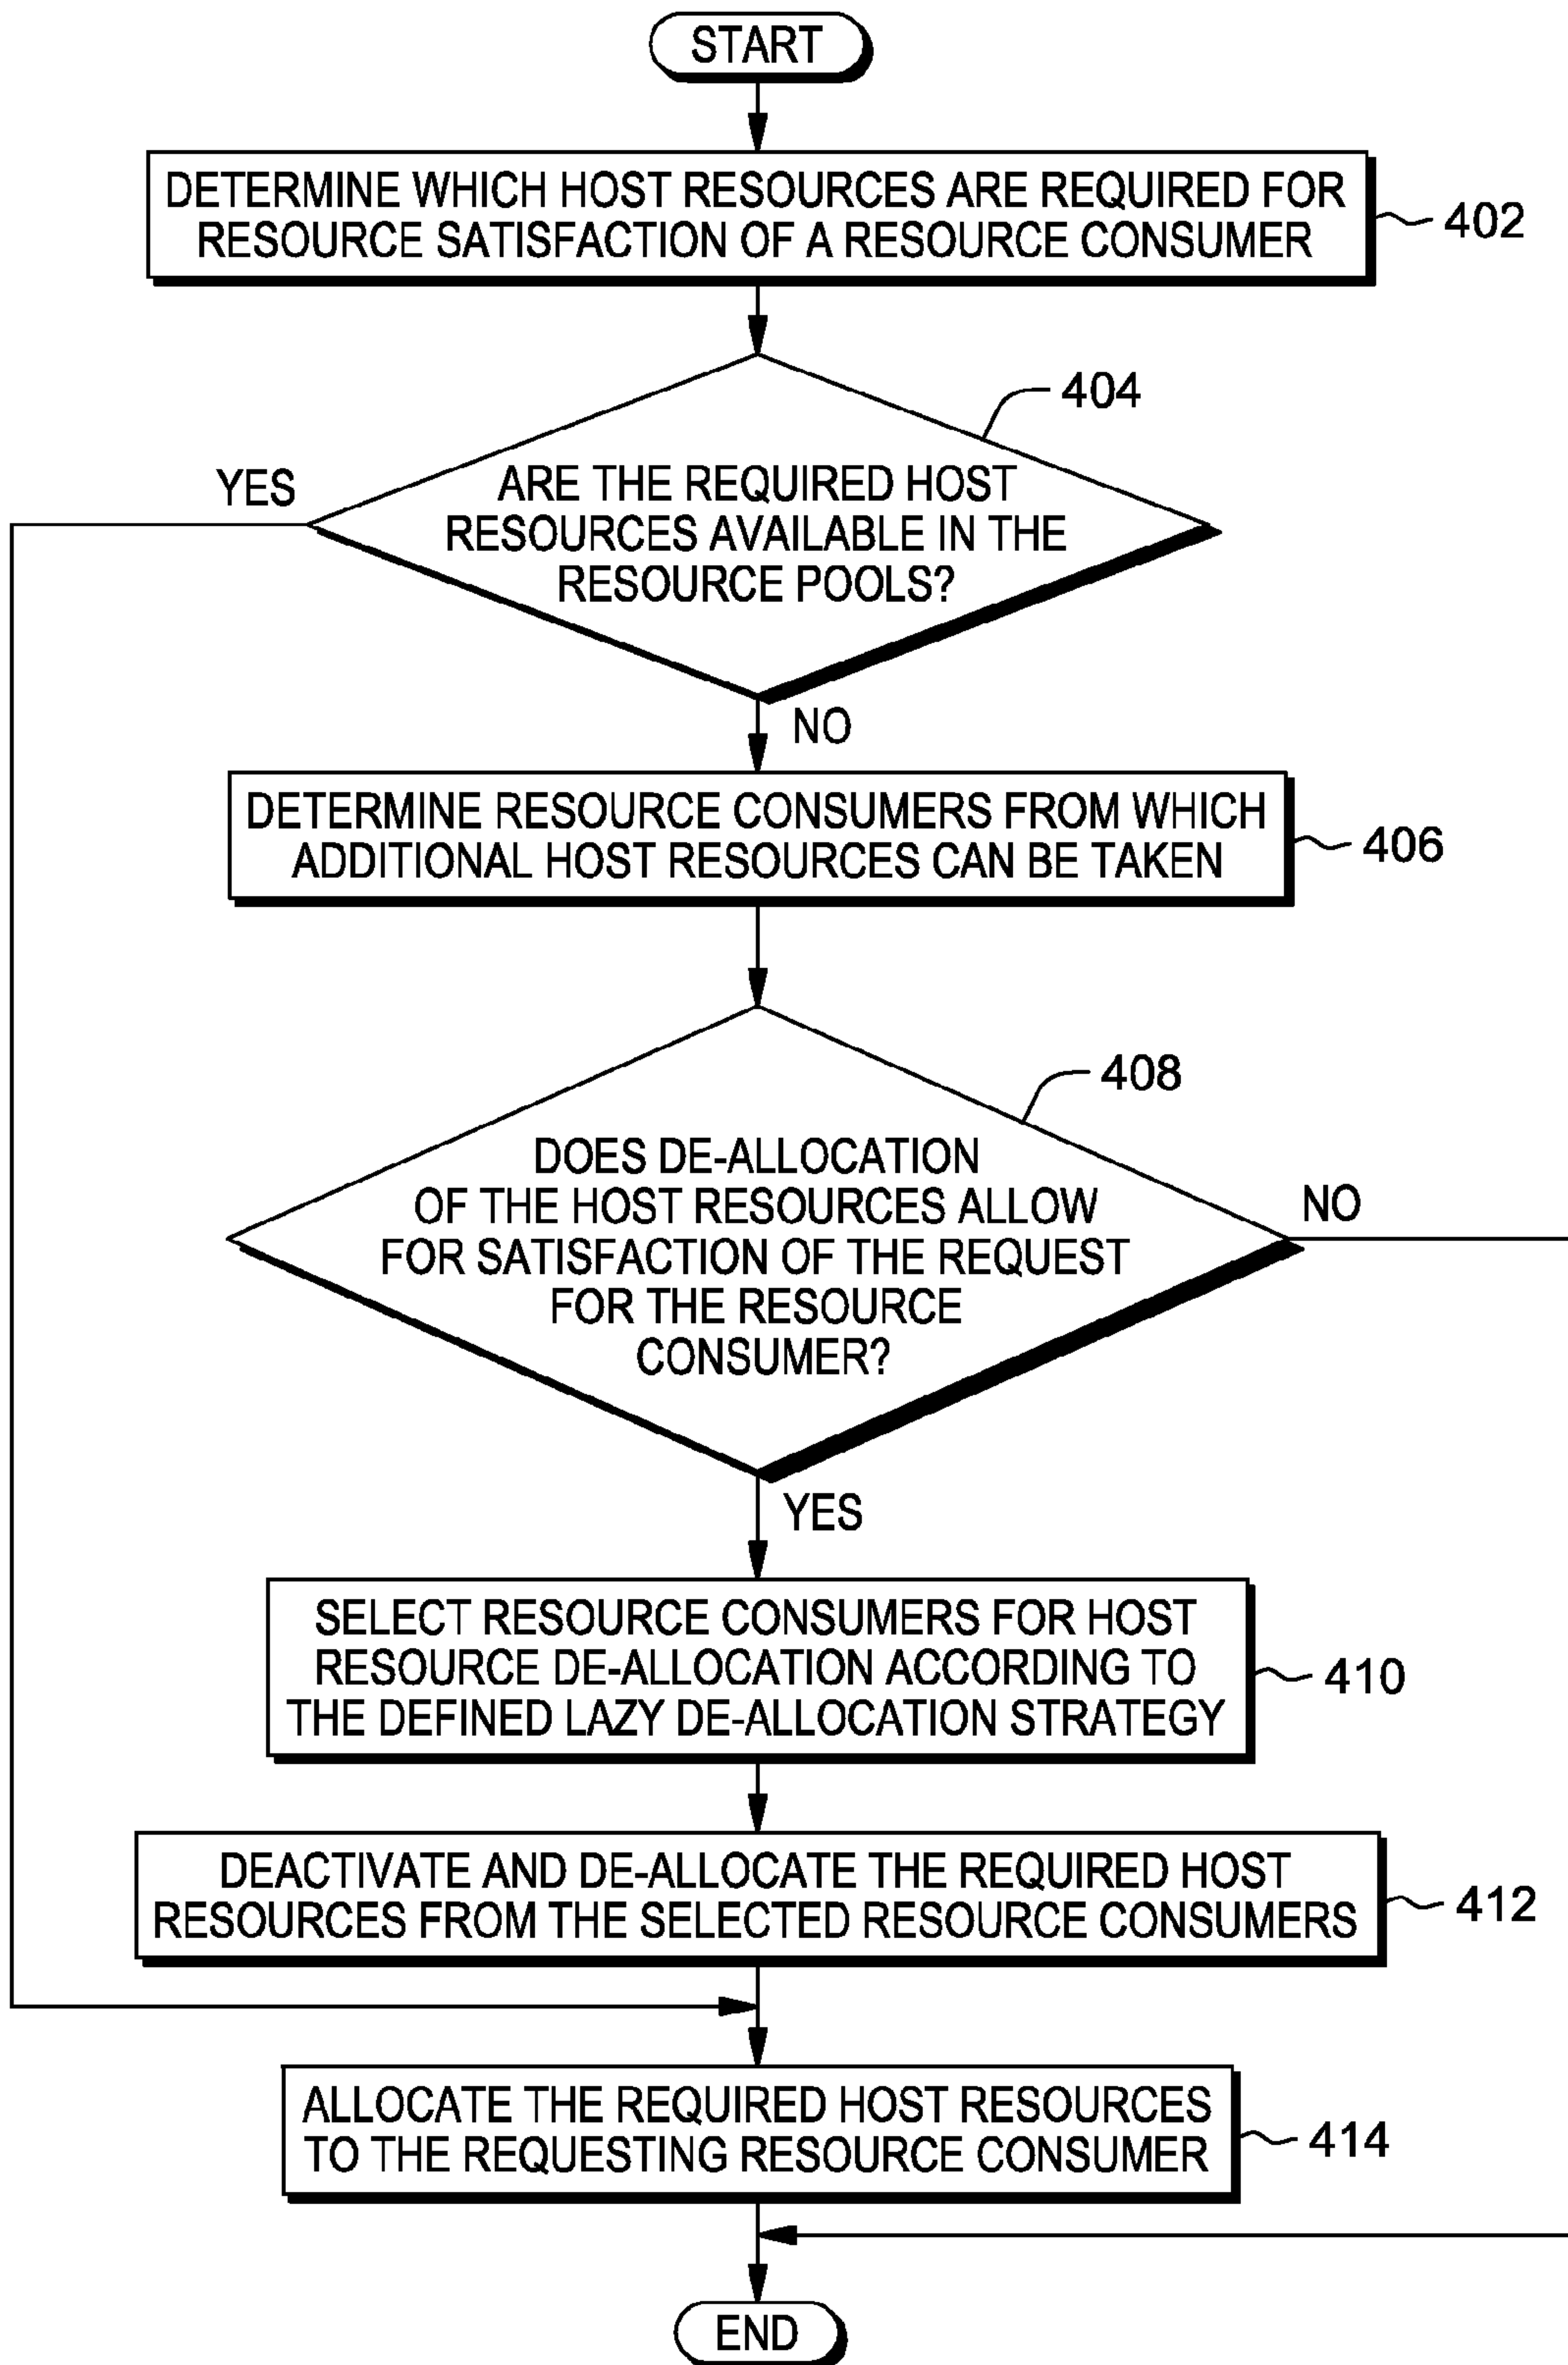 START
DETERMINE WHICH HOST RESOURCES ARE REQUIRED FOR
RESOURCE SATISFACTION OF A RESOURCE CONSUMER
402
404
YES
ARE THE REQUIRED HOST
RESOURCES AVAILABLE IN THE
RESOURCE POOLS?
NO
DETERMINE RESOURCE CONSUMERS FROM WHICH
ADDITIONAL HOST RESOURCES CAN BE TAKEN
406
408
DOES DE-ALLOCATION
OF THE HOST RESOURCES ALLOW
FOR SATISFACTION OF THE REQUEST
FOR THE RESOURCE
CONSUMER?
NO
YES
SELECT RESOURCE CONSUMERS FOR HOST
RESOURCE DE-ALLOCATION ACCORDING TO
THE DEFINED LAZY DE-ALLOCATION STRATEGY
410
DEACTIVATE AND DE-ALLOCATE THE REQUIRED HOST
RESOURCES FROM THE SELECTED RESOURCE CONSUMERS
412
ALLOCATE THE REQUIRED HOST RESOURCES
TO THE REQUESTING RESOURCE CONSUMER
414
END